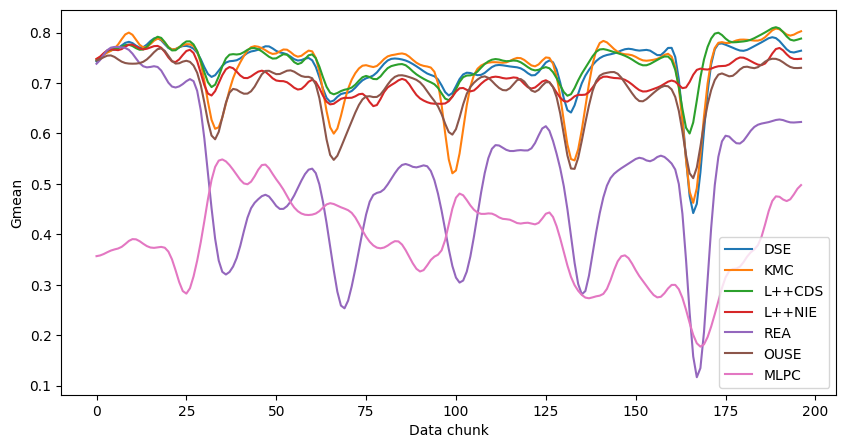 0.8
0.7
0.6
0.5
0.4
0.3
0.2
0.1
Gmean
0 25 50 75 100 125 150 175 200
Data chunk
DSE
KMC
L++CDS
L++NIE
REA
OUSE
MLPC